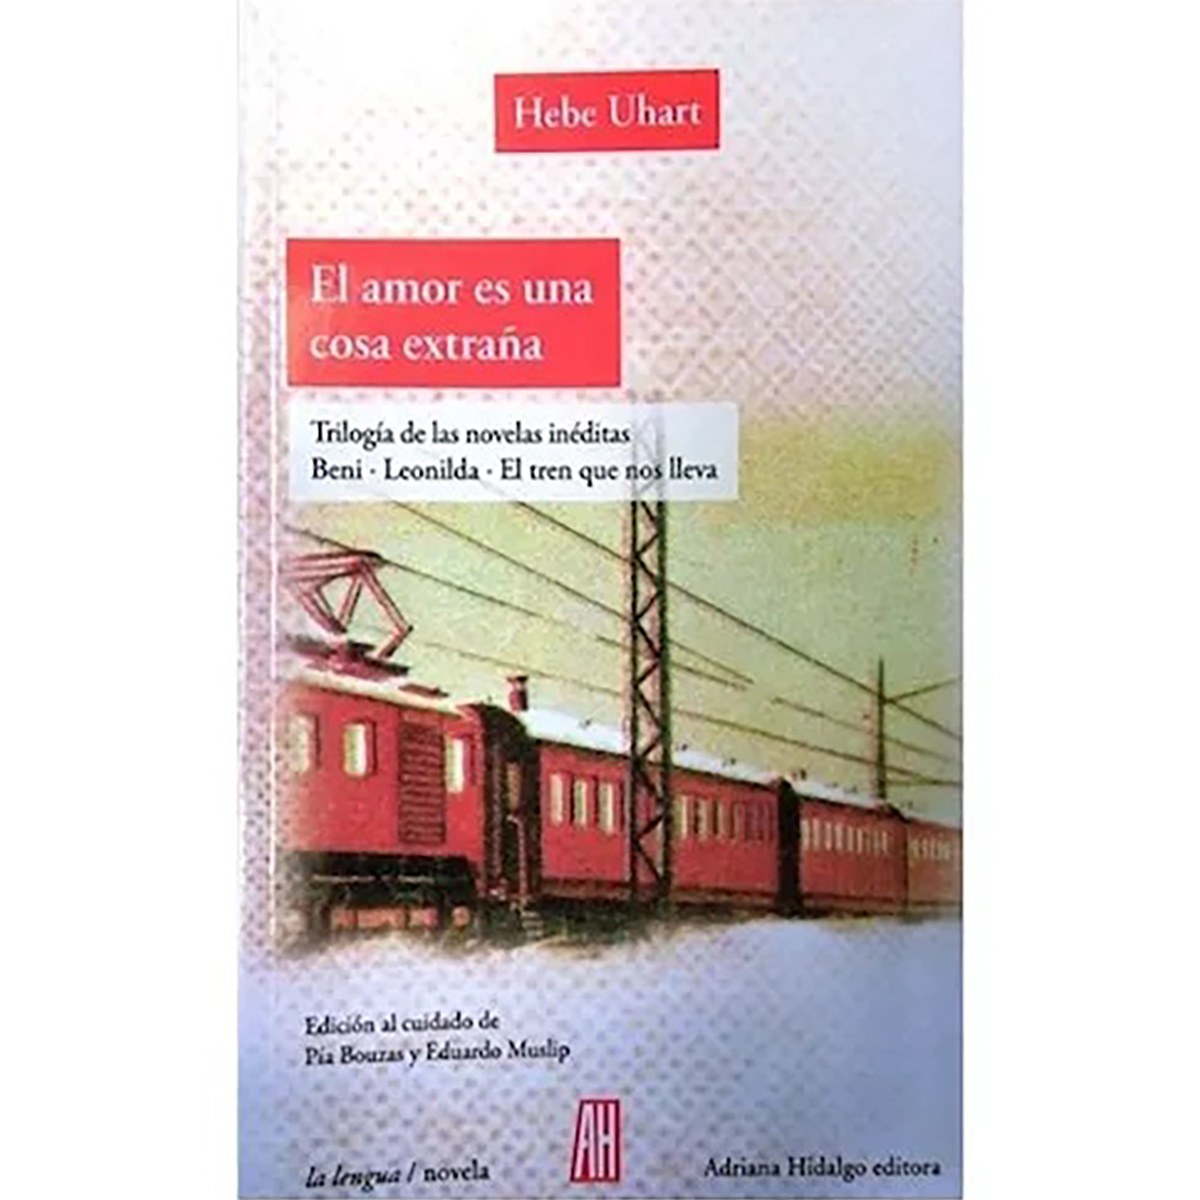 Hebe Uhart
El amor es una
cosa extraña
Trilogía de las novelas inéditas
Beni · Leonilda · El tren que nos lleva
Edición al cuidado de
Pía Bouzas y Eduardo Muslip
AH
la lengua / novela
Adriana Hidalgo editora